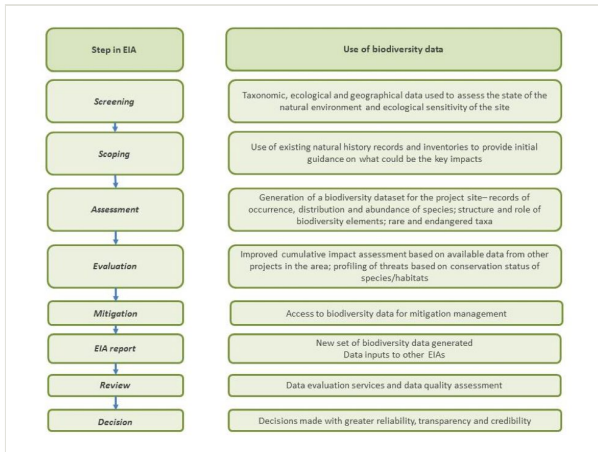 Step in EIA
Use of biodiversity data
Screening
Taxonomic, ecological and geographical data used to assess the state of the
natural environment and ecological sensitivity of the site
Scoping
Use of existing natural history records and inventories to provide initial
guidance on what could be the key impacts
Assessment
Generation of a biodiversity dataset for the project site– records of
occurrence, distribution and abundance of species; structure and role of
biodiversity elements; rare and endangered taxa
Evaluation
Improved cumulative impact assessment based on available data from other
projects in the area; profiling of threats based on conservation status of
species/habitats
Mitigation
Access to biodiversity data for mitigation management
EIA report
New set of biodiversity data generated
Data inputs to other EIAs
Review
Data evaluation services and data quality assessment
Decision
Decisions made with greater reliability, transparency and credibility